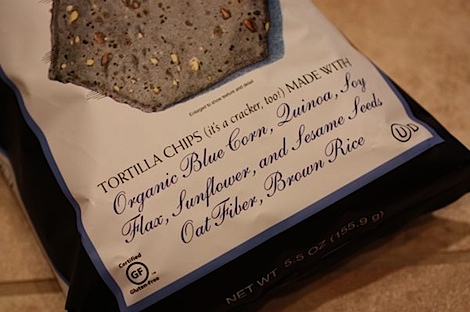 Enlarged to show texture and detail
TORTILLA CHIPS (it's a cracker, too!) MADE WITH
Organic Blue Corn, Quinoa, Soy
Flax, Sunflower, and Sesame Seeds
Oat Fiber, Brown Rice
U D
Certified
GF
Gluten-Free
NET WT 5.5 OZ (155.9 g)